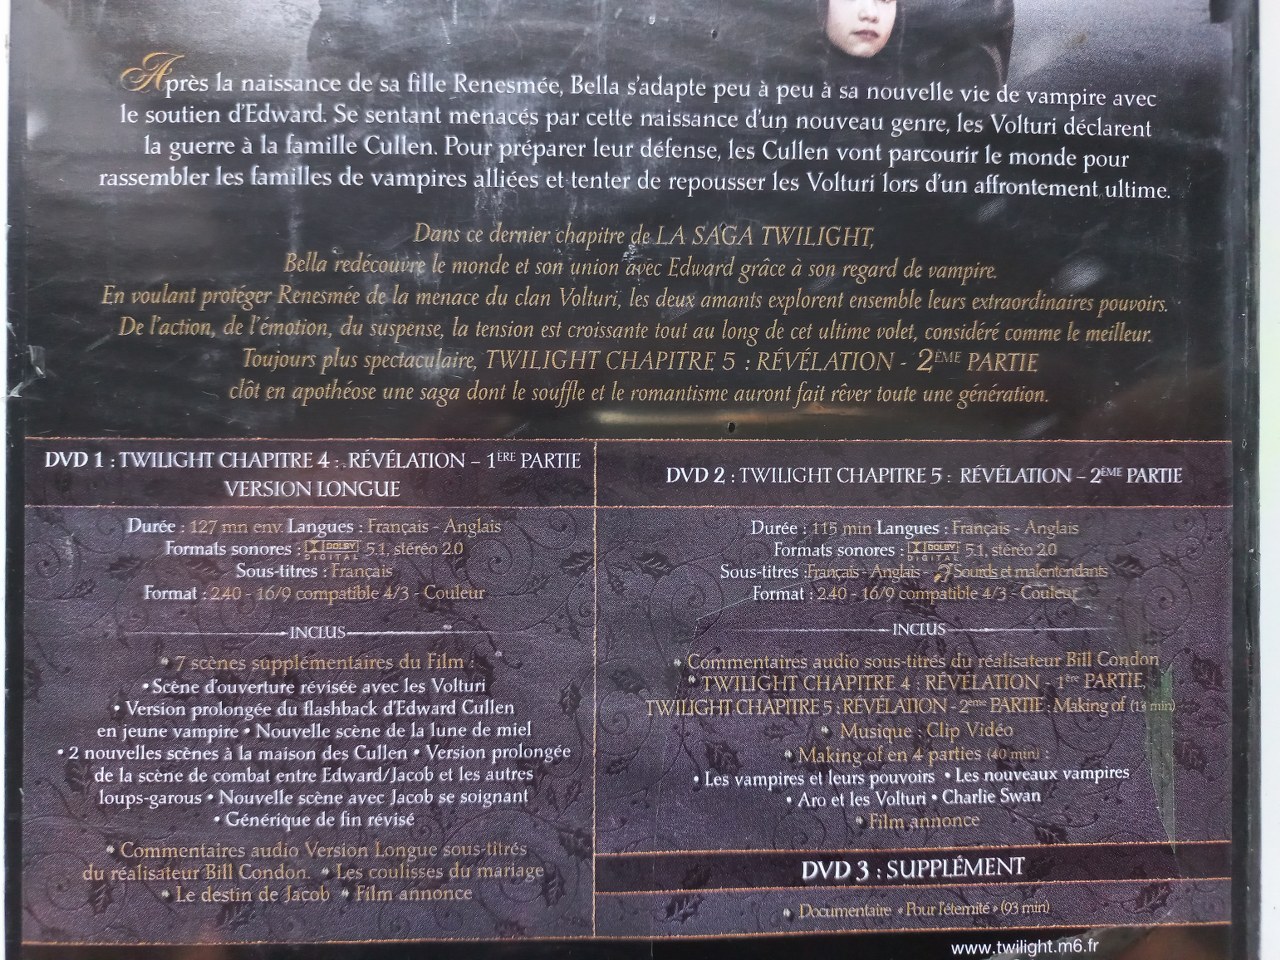 Après la naissance de sa fille Renesmée, Bella s'adapte peu à peu à sa nouvelle vie de vampire avec
le soutien d'Edward. Se sentant menacés par cette naissance d'un nouveau genre, les Volturi déclarent
la guerre à la famille Cullen. Pour préparer leur défense, les Cullen vont parcourir le monde pour
rassembler les familles de vampires alliées et tenter de repousser les Volturi lors d'un affrontement ultime.
Dans ce dernier chapitre de LA SAGA TWILIGHT,
Bella redécouvre le monde et son union avec Edward grâce à son regard de vampire.
En voulant protéger Renesmée de la menace du clan Volturi, les deux amants explorent ensemble leurs extraordinaires pouvoirs.
De l'action, de l'émotion, du suspense, la tension est croissante tout au long de cet ultime volet, considéré comme le meilleur.
Toujours plus spectaculaire, TWILIGHT CHAPITRE 5 : RÉVÉLATION - 2ÈME PARTIE
clôt en apothéose une saga dont le souffle et le romantisme auront fait rêver toute une génération.
DVD 1 : TWILIGHT CHAPITRE 4 : RÉVÉLATION – 1ÈRE PARTIE
VERSION LONGUE
Durée : 127 mn env. Langues : Français - Anglais
Formats sonores : DOLBY DIGITAL 5.1, stéréo 2.0
Sous-titres : Français
Format : 2.40 - 16/9 compatible 4/3 - Couleur
INCLUS
• 7 scènes supplémentaires du Film :
• Scène d'ouverture révisée avec les Volturi
• Version prolongée du flashback d'Edward Cullen
en jeune vampire • Nouvelle scène de la lune de miel
• 2 nouvelles scènes à la maison des Cullen • Version prolongée
de la scène de combat entre Edward/Jacob et les autres
loups-garous • Nouvelle scène avec Jacob se soignant
• Générique de fin révisé
• Commentaires audio Version Longue sous-titrés
du réalisateur Bill Condon. • Les coulisses du mariage
• Le destin de Jacob • Film annonce
DVD 2 : TWILIGHT CHAPITRE 5 : RÉVÉLATION – 2ÈME PARTIE
Durée : 115 min Langues : Français - Anglais
Formats sonores : DOLBY DIGITAL 5.1, stéréo 2.0
Sous-titres : Français - Anglais - Sourds et malentendants
Format : 2.40 - 16/9 compatible 4/3 - Couleur
INCLUS
• Commentaires audio sous-titrés du réalisateur Bill Condon
• TWILIGHT CHAPITRE 4 : RÉVÉLATION - 1ère PARTIE,
TWILIGHT CHAPITRE 5 : RÉVÉLATION - 2ème PARTIE : Making of (13 min)
• Musique : Clip Vidéo
• Making of en 4 parties (40 min) :
• Les vampires et leurs pouvoirs • Les nouveaux vampires
• Aro et les Volturi • Charlie Swan
• Film annonce
DVD 3 : SUPPLÉMENT
• Documentaire « Pour l'éternité » (93 min)
www.twilight.m6.fr